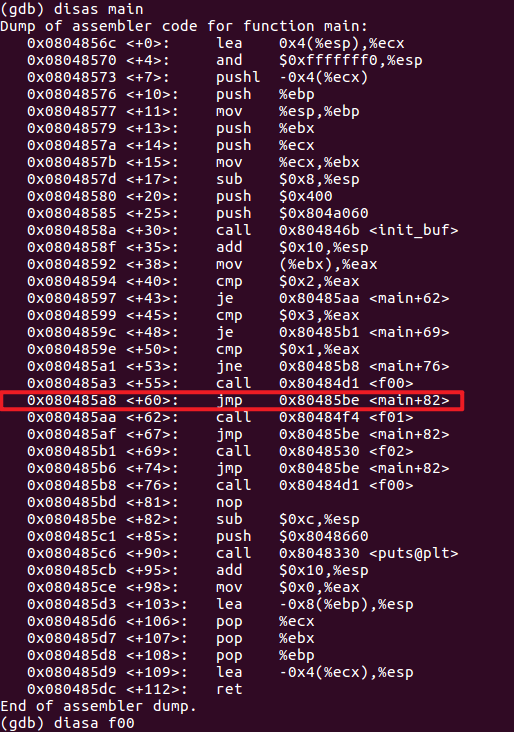 (gdb) disas main
Dump of assembler code for function main:
0x0804856c <+0>: lea 0x4(%esp),%ecx
0x08048570 <+4>: and $0xfffffff0,%esp
0x08048573 <+7>: pushl -0x4(%ecx)
0x08048576 <+10>: push %ebp
0x08048577 <+11>: mov %esp,%ebp
0x08048579 <+13>: push %ebx
0x0804857a <+14>: push %ecx
0x0804857b <+15>: mov %ecx,%ebx
0x0804857d <+17>: sub $0x8,%esp
0x08048580 <+20>: push $0x400
0x08048585 <+25>: push $0x804a060
0x0804858a <+30>: call 0x804846b <init_buf>
0x0804858f <+35>: add $0x10,%esp
0x08048592 <+38>: mov (%ebx),%eax
0x08048594 <+40>: cmp $0x2,%eax
0x08048597 <+43>: je 0x80485aa <main+62>
0x08048599 <+45>: cmp $0x3,%eax
0x0804859c <+48>: je 0x80485b1 <main+69>
0x0804859e <+50>: cmp $0x1,%eax
0x080485a1 <+53>: jne 0x80485b8 <main+76>
0x080485a3 <+55>: call 0x80484d1 <f00>
0x080485a8 <+60>: jmp 0x80485be <main+82>
0x080485aa <+62>: call 0x80484f4 <f01>
0x080485af <+67>: jmp 0x80485be <main+82>
0x080485b1 <+69>: call 0x8048530 <f02>
0x080485b6 <+74>: jmp 0x80485be <main+82>
0x080485b8 <+76>: call 0x80484d1 <f00>
0x080485bd <+81>: nop
0x080485be <+82>: sub $0xc,%esp
0x080485c1 <+85>: push $0x8048660
0x080485c6 <+90>: call 0x8048330 <puts@plt>
0x080485cb <+95>: add $0x10,%esp
0x080485ce <+98>: mov $0x0,%eax
0x080485d3 <+103>: lea -0x8(%ebp),%esp
0x080485d6 <+106>: pop %ecx
0x080485d7 <+107>: pop %ebx
0x080485d8 <+108>: pop %ebp
0x080485d9 <+109>: lea -0x4(%ecx),%esp
0x080485dc <+112>: ret
End of assembler dump.
(gdb) diasa f00